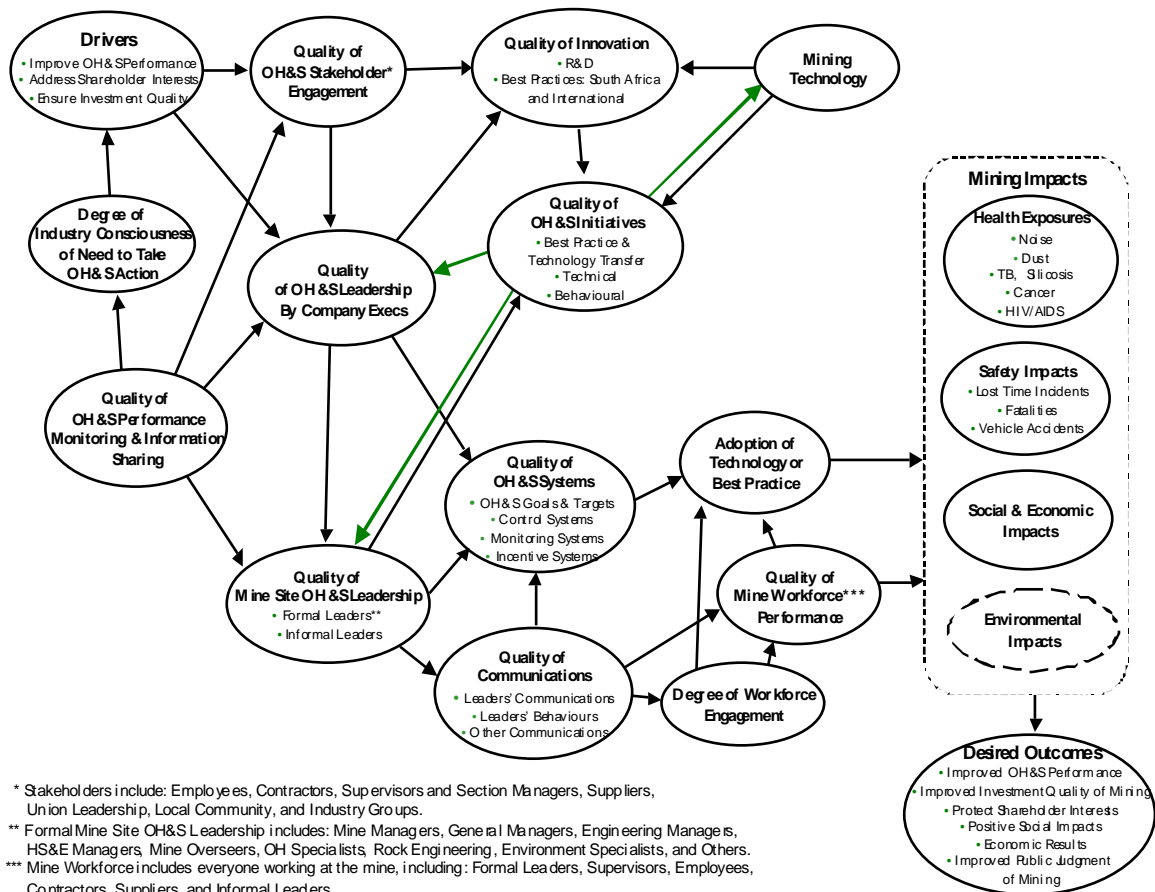 Drivers
• Improve OH&S Performance
• Address Shareholder Interests
• Ensure Investment Quality
Quality of
OH&S Stakeholder*
Engagement
Quality of Innovation
• R&D
• Best Practices: South Africa
and International
Mining
Technology
Degree of
Industry Consciousness
of Need to Take
OH&S Action
Quality
of OH&S Leadership
By Company Execs
Quality of
OH&S Initiatives
• Best Practice &
Technology Transfer
• Technical
• Behavioural
Quality of
OH&S Performance
Monitoring & Information
Sharing
Quality of
OH&S Systems
• OH&S Goals & Targets
• Control Systems
• Monitoring Systems
• Incentive Systems
Adoption of
Technology or
Best Practice
Quality of
Mine Site OH&S Leadership
• Formal Leaders**
• Informal Leaders
Quality of
Mine Workforce***
Performance
Quality of
Communications
• Leaders' Communications
• Leaders' Behaviours
• Other Communications
Degree of Workforce
Engagement
Mining Impacts
Health Exposures
• Noise
• Dust
• TB, Silicosis
• Cancer
• HIV/AIDS
Safety Impacts
• Lost Time Incidents
• Fatalities
• Vehicle Accidents
Social & Economic
Impacts
Environmental
Impacts
Desired Outcomes
• Improved OH&S Performance
• Improved Investment Quality of Mining
• Protect Shareholder Interests
• Positive Social Impacts
• Economic Results
• Improved Public Judgment
of Mining
* Stakeholders include: Employees, Contractors, Supervisors and Section Managers, Suppliers,
Union Leadership, Local Community, and Industry Groups.
** Formal Mine Site OH&S Leadership includes: Mine Managers, General Managers, Engineering Managers,
HS&E Managers, Mine Overseers, OH Specialists, Rock Engineering, Environment Specialists, and Others.
*** Mine Workforce includes everyone working at the mine, including: Formal Leaders, Supervisors, Employees,
Contractors, Suppliers, and Informal Leaders